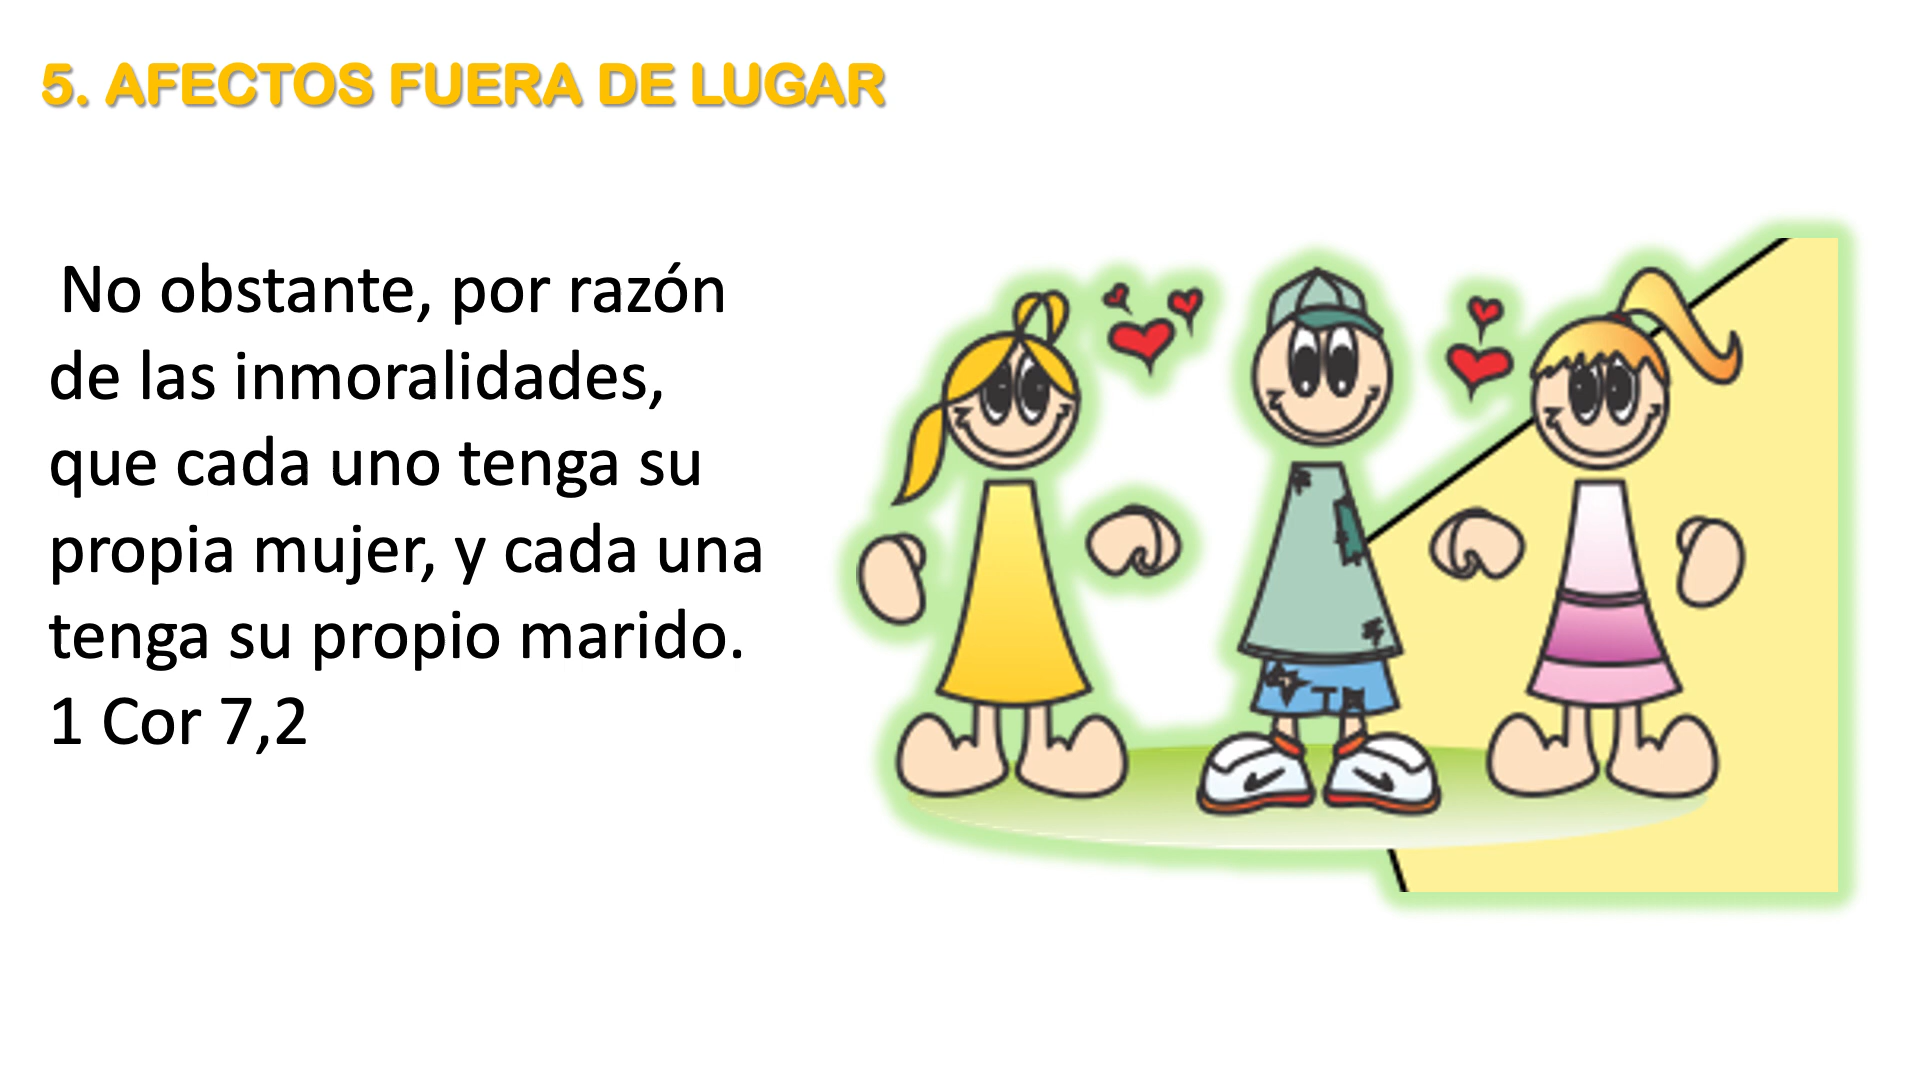 5. AFECTOS FUERA DE LUGAR
No obstante, por razón
de las inmoralidades,
que cada uno tenga su
propia mujer, y cada una
tenga su propio marido.
1 Cor 7,2